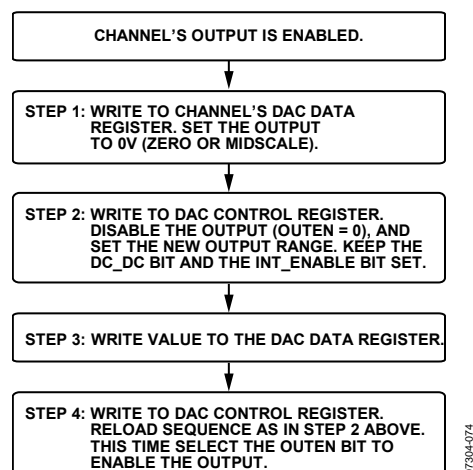 CHANNEL'S OUTPUT IS ENABLED.
STEP 1: WRITE TO CHANNEL'S DAC DATA
REGISTER. SET THE OUTPUT
TO 0V (ZERO OR MIDSCALE).
STEP 2: WRITE TO DAC CONTROL REGISTER.
DISABLE THE OUTPUT (OUTEN = 0), AND
SET THE NEW OUTPUT RANGE. KEEP THE
DC_DC BIT AND THE INT_ENABLE BIT SET.
STEP 3: WRITE VALUE TO THE DAC DATA REGISTER.
STEP 4: WRITE TO DAC CONTROL REGISTER.
RELOAD SEQUENCE AS IN STEP 2 ABOVE.
THIS TIME SELECT THE OUTEN BIT TO
ENABLE THE OUTPUT.
7304-074